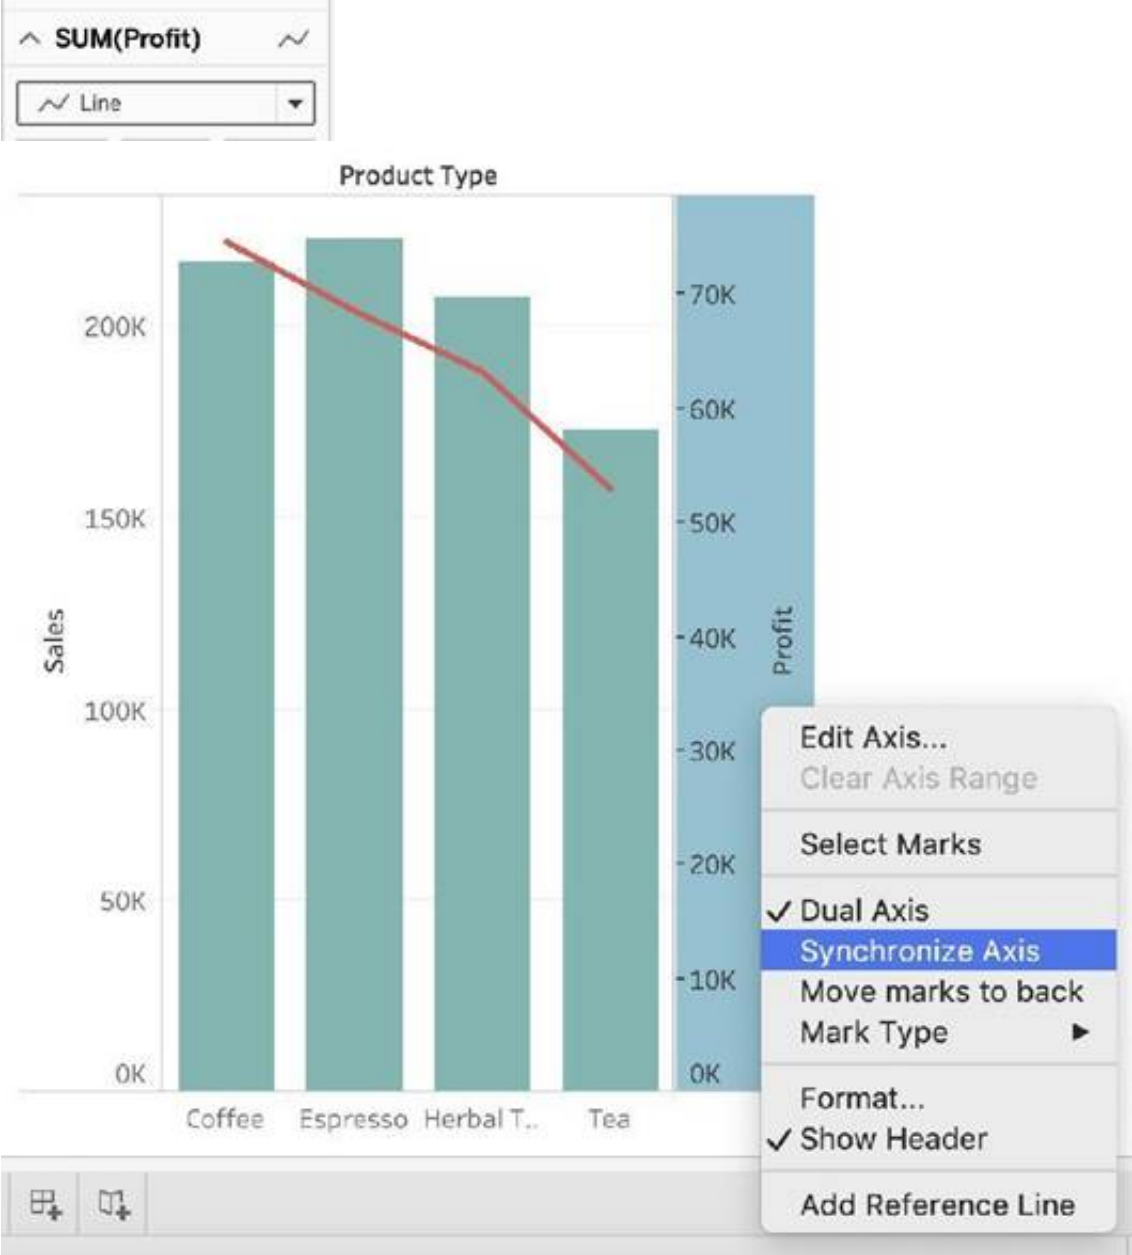 SUM(Profit)
Line
Product Type
200K
150K
100K
50K
0K
Sales
70K
60K
50K
40K
30K
20K
10K
0K
Profit
Coffee Espresso Herbal T.. Tea
Edit Axis...
Clear Axis Range
Select Marks
✓ Dual Axis
Synchronize Axis
Move marks to back
Mark Type
Format...
✓ Show Header
Add Reference Line